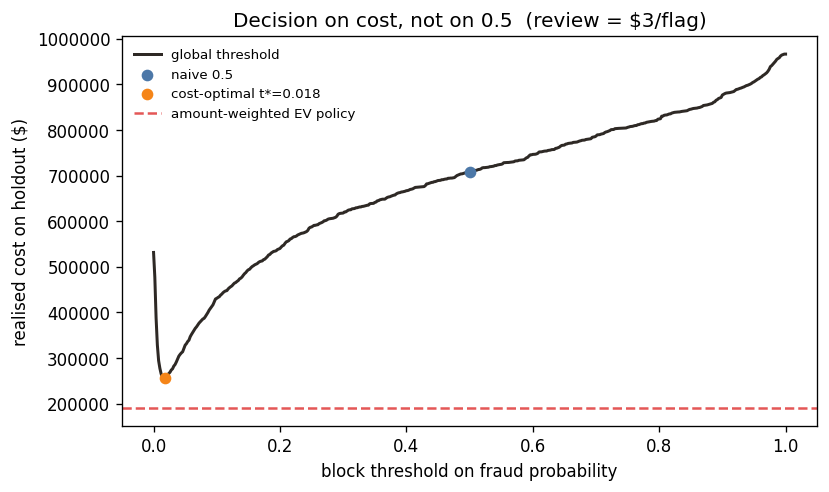 Decision on cost, not on 0.5  (review = $3/flag)
realised cost on holdout ($)
1000000
900000
800000
700000
600000
500000
400000
300000
200000
global threshold
naive 0.5
cost-optimal t*=0.018
amount-weighted EV policy
0.0 0.2 0.4 0.6 0.8 1.0
block threshold on fraud probability